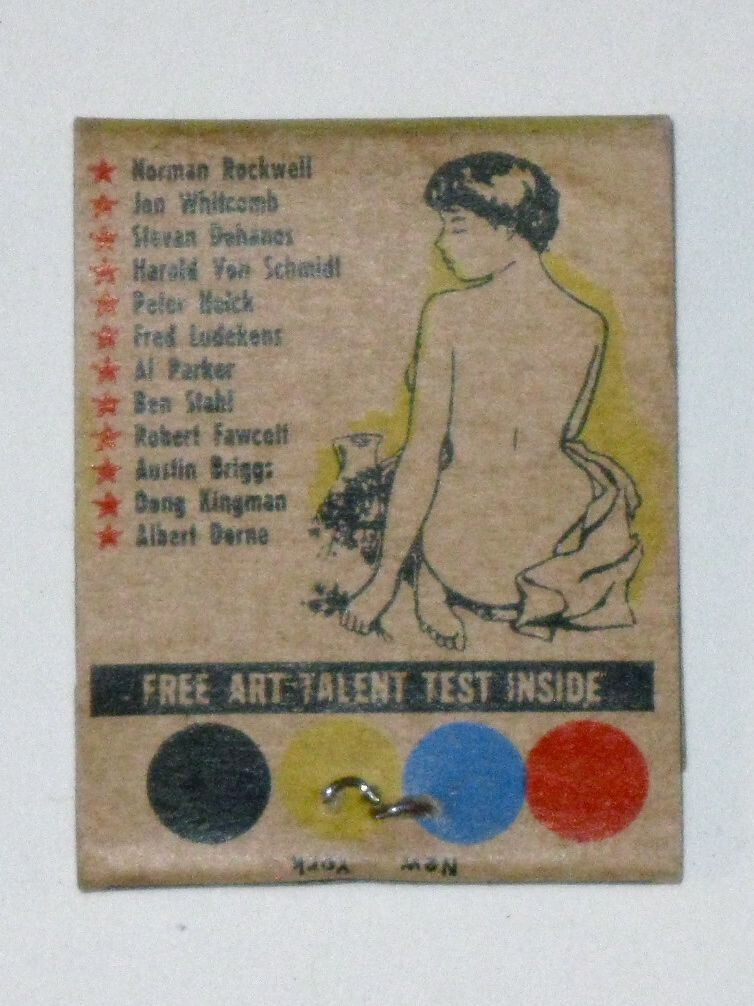 Norman Rockwell
Jon Whitcomb
Stevan Dohanos
Harold Von Schmidt
Peter Helck
Fred Ludekens
Al Parker
Ben Stahl
Robert Fawcett
Austin Briggs
Dong Kingman
Albert Dorne
FREE ART TALENT TEST INSIDE
New York